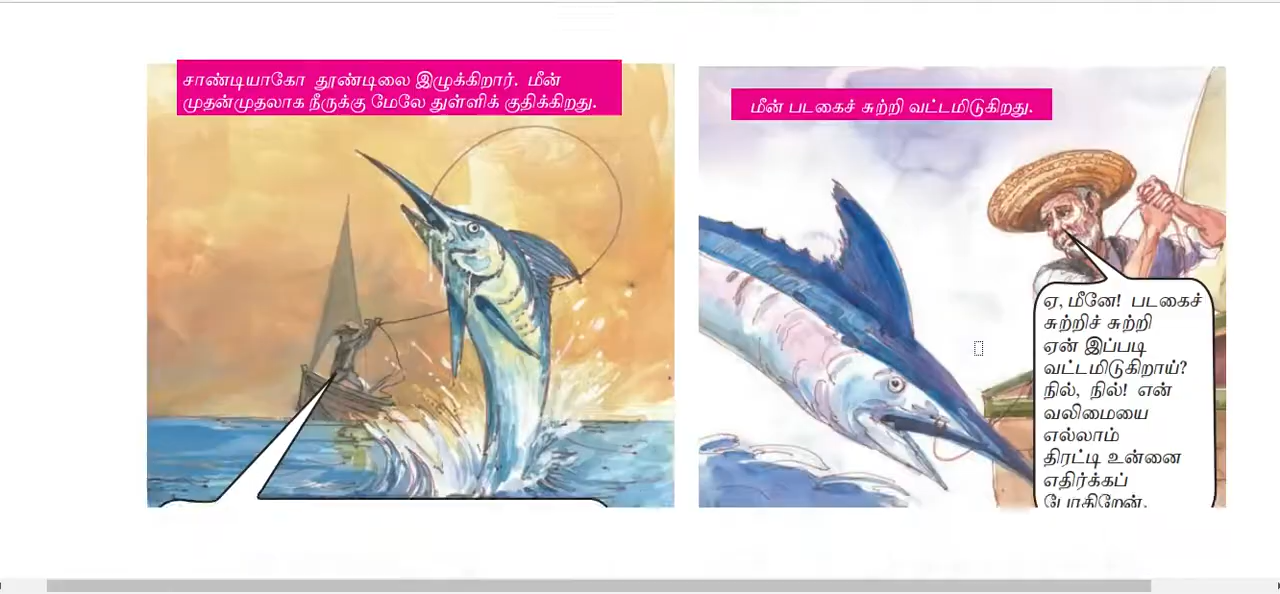 சாண்டியாகோ தூண்டிலை இழுக்கிறார். மீன்
முதன்முதலாக நீருக்கு மேலே துள்ளிக் குதிக்கிறது.
மீன் படகைச் சுற்றி வட்டமிடுகிறது.
ஏ, மீனே! படகைச்
சுற்றிச் சுற்றி
ஏன் இப்படி
வட்டமிடுகிறாய்?
நில், நில்! என்
வலிமையை
எல்லாம்
திரட்டி உன்னை
எதிர்க்கப்
போகிறேன்.